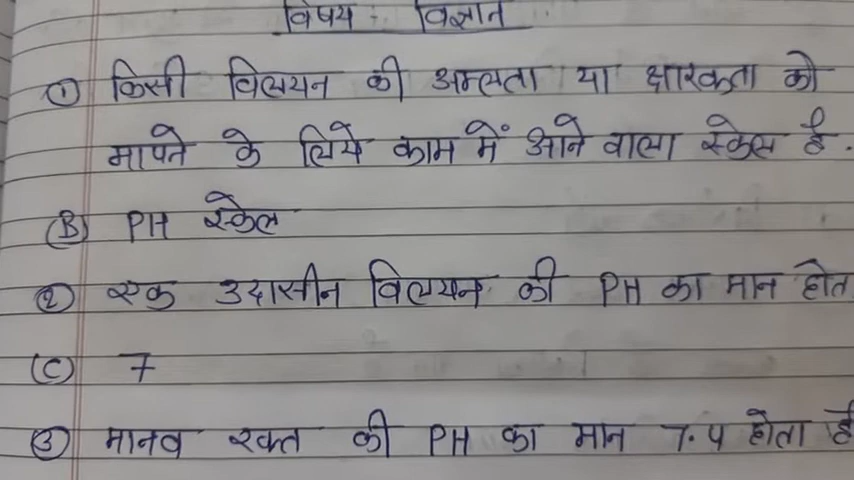 विषय : विज्ञान
① किसी विलयन की अम्लता या क्षारकता को
मापने के लिये काम में आने वाला स्केल है.
(B) PH स्केल
② एक उदासीन विलयन की PH का मान होत
(C) 7
③ मानव रक्त की PH का मान 7.4 होता है